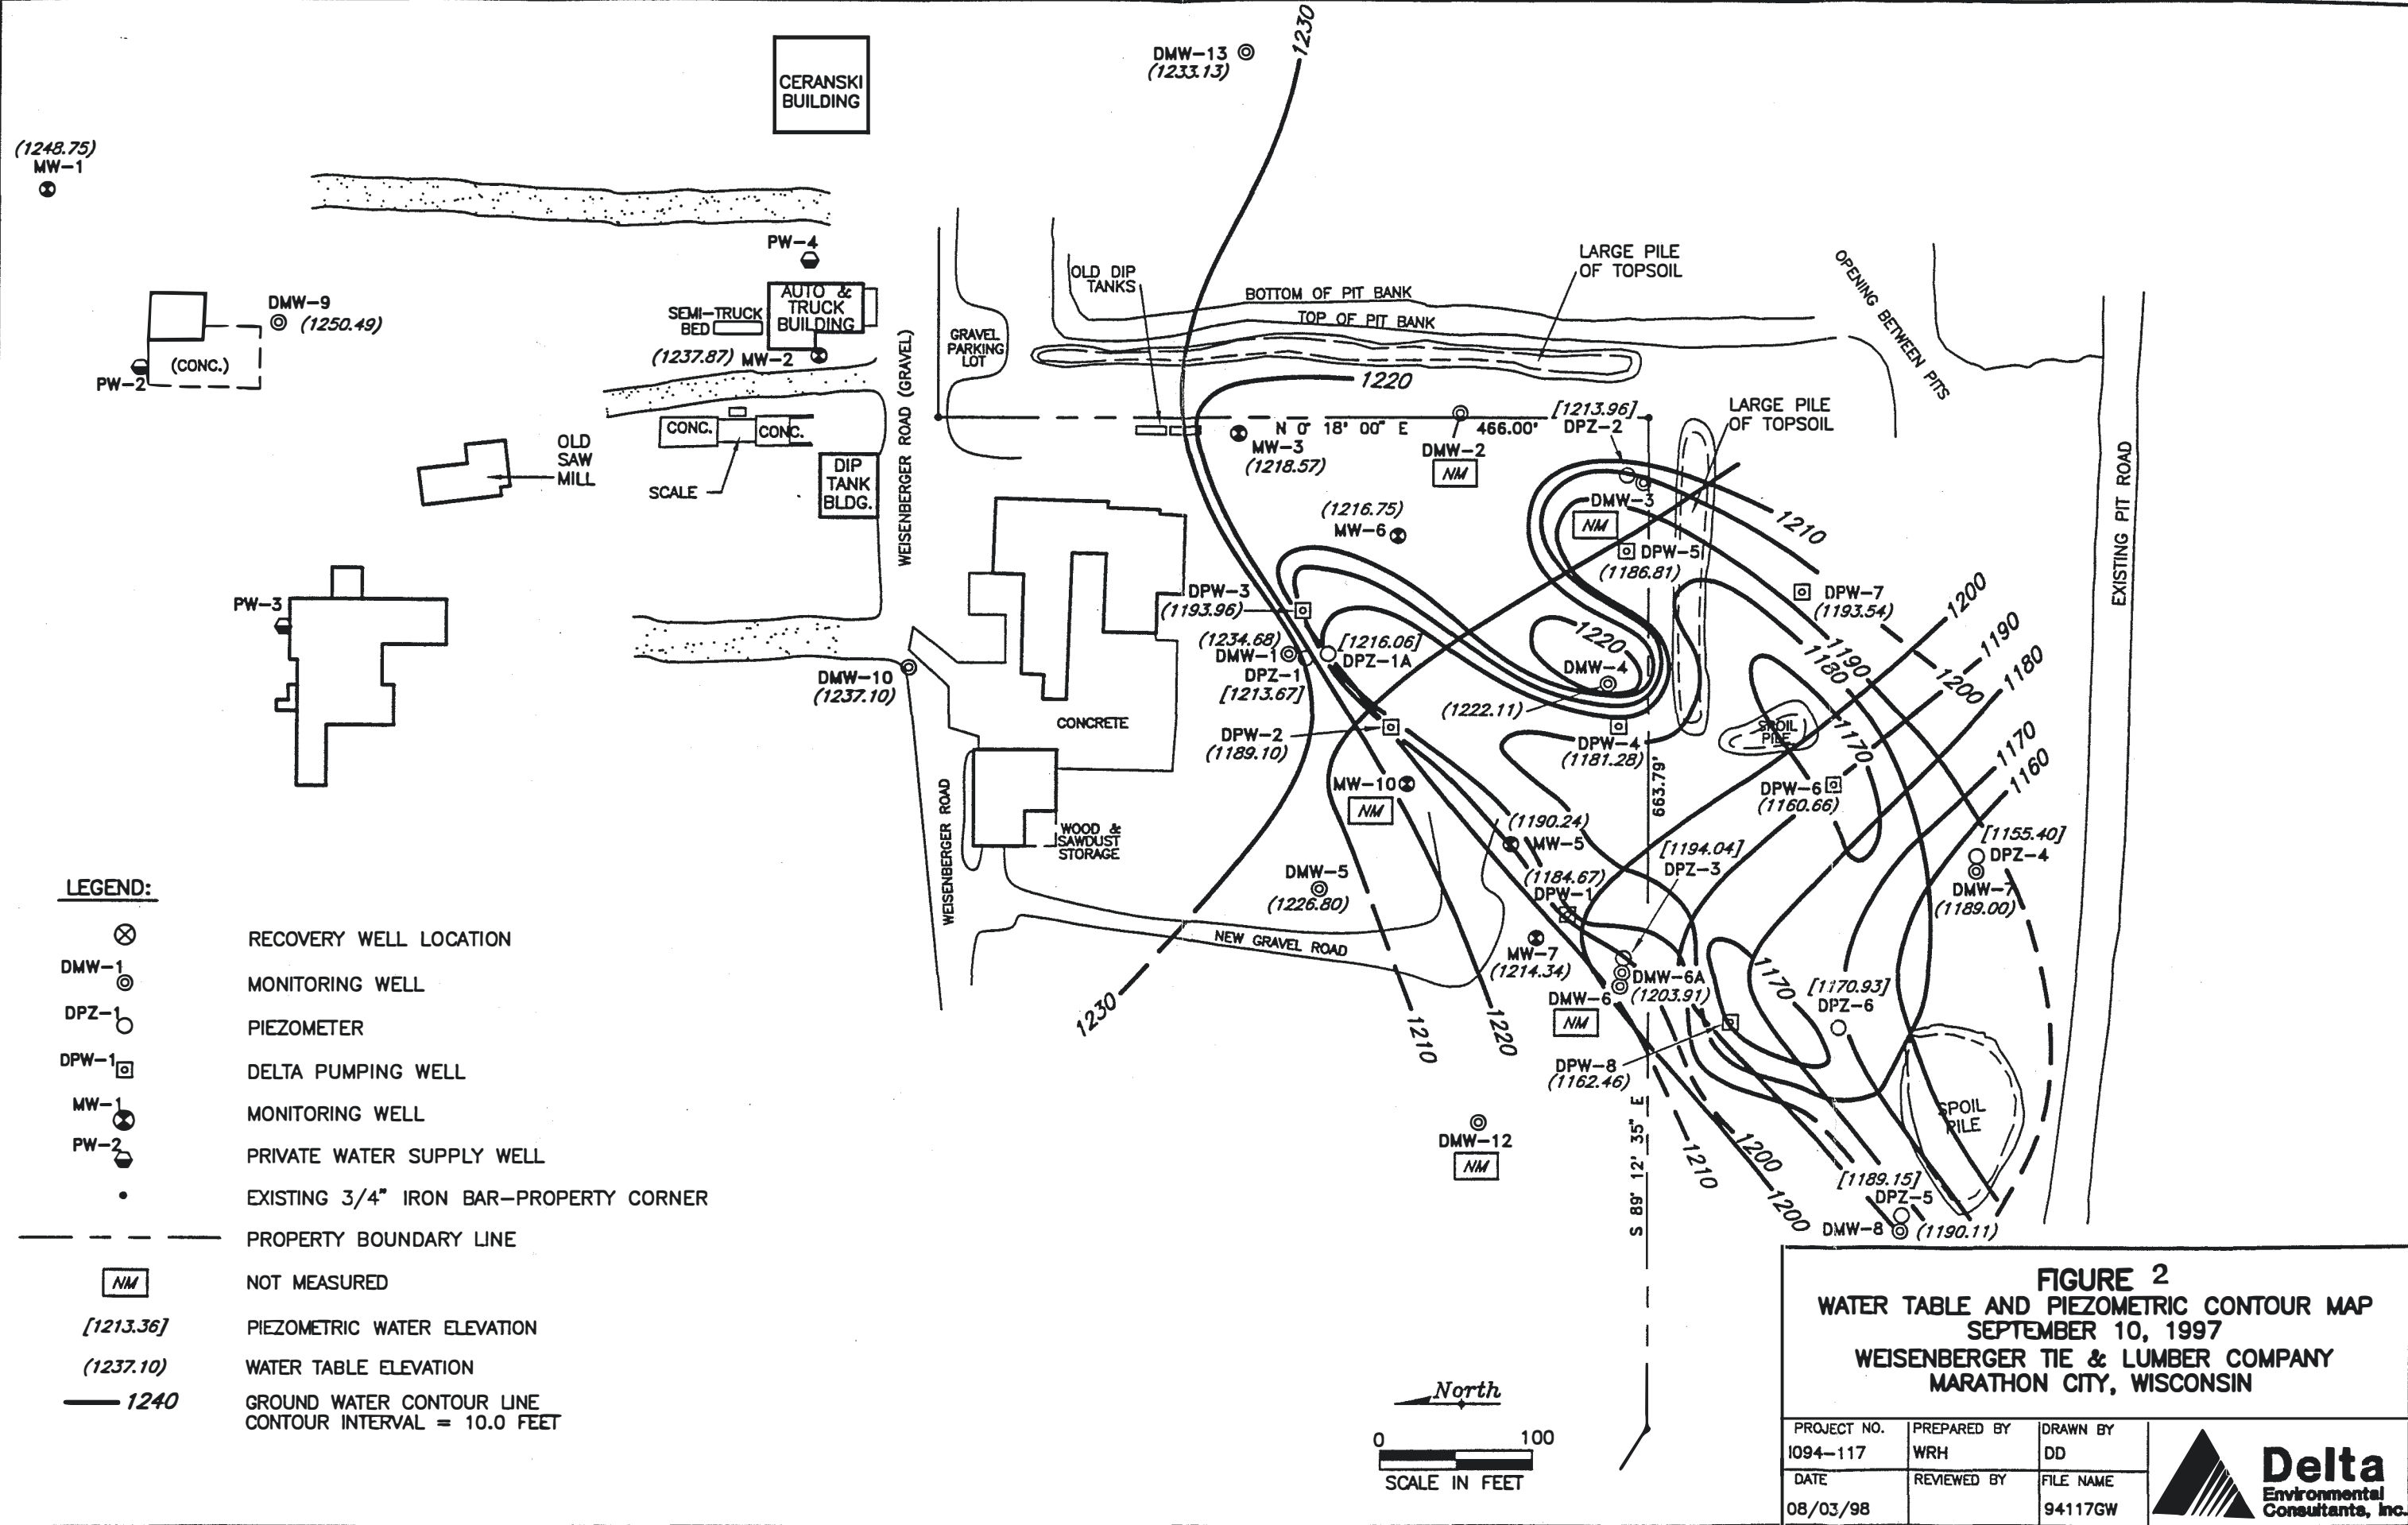 1230
DMW-13
(1233.13)
CERANSKI
BUILDING
(1248.75)
MW-1
PW-4
DMW-9
(1250.49)
(CONC.)
PW-2
AUTO &
TRUCK
BUILDING
SEMI-TRUCK
BED
(1237.87) MW-2
WEISENBERGER ROAD (GRAVEL)
GRAVEL
PARKING
LOT
OLD DIP
TANKS
BOTTOM OF PIT BANK
TOP OF PIT BANK
LARGE PILE
OF TOPSOIL
OPENING BETWEEN PITS
EXISTING PIT ROAD
1220
CONC.
CONC.
SCALE
OLD
SAW
MILL
DIP
TANK
BLDG.
N 0° 18' 00" E 466.00'
MW-3
(1218.57)
DMW-2
NM
[1213.96]
DPZ-2
LARGE PILE
OF TOPSOIL
DMW-3
NM
1210
(1216.75)
MW-6
DPW-5
(1186.81)
DPW-7
(1193.54)
1200
1190
1180
DPW-3
(1193.96)
(1234.68)
DMW-1
DPZ-1
[1213.67]
[1216.06]
DPZ-1A
1220
DMW-4
(1222.11)
1190
1180
1200
PW-3
DMW-10
(1237.10)
CONCRETE
DPW-2
(1189.10)
DPW-4
(1181.28)
SPOIL
PILE
1170
1170
1160
663.79'
MW-10
NM
DPW-6
(1160.66)
WEISENBERGER ROAD
WOOD &
SAWDUST
STORAGE
(1190.24)
MW-5
[1194.04]
DPZ-3
[1155.40]
DPZ-4
DMW-7
(1189.00)
DMW-5
(1226.80)
(1184.67)
DPW-1
NEW GRAVEL ROAD
MW-7
(1214.34)
DMW-6A
(1203.91)
DMW-6
NM
1170
[1170.93]
DPZ-6
1230
1210
1220
DPW-8
(1162.46)
SPOIL
PILE
DMW-12
NM
S 89° 12' 35" E
1210
1200
1200
[1189.15]
DPZ-5
DMW-8
(1190.11)
LEGEND:
RECOVERY WELL LOCATION
DMW-1
MONITORING WELL
DPZ-1
PIEZOMETER
DPW-1
DELTA PUMPING WELL
MW-1
MONITORING WELL
PW-2
PRIVATE WATER SUPPLY WELL
EXISTING 3/4" IRON BAR-PROPERTY CORNER
PROPERTY BOUNDARY LINE
NM
NOT MEASURED
[1213.36]
PIEZOMETRIC WATER ELEVATION
(1237.10)
WATER TABLE ELEVATION
1240
GROUND WATER CONTOUR LINE
CONTOUR INTERVAL = 10.0 FEET
North
0 100
SCALE IN FEET
FIGURE 2
WATER TABLE AND PIEZOMETRIC CONTOUR MAP
SEPTEMBER 10, 1997
WEISENBERGER TIE & LUMBER COMPANY
MARATHON CITY, WISCONSIN
PROJECT NO.
1094-117
PREPARED BY
WRH
DRAWN BY
DD
DATE
08/03/98
REVIEWED BY
FILE NAME
94117GW
Delta
Environmental
Consultants, Inc.